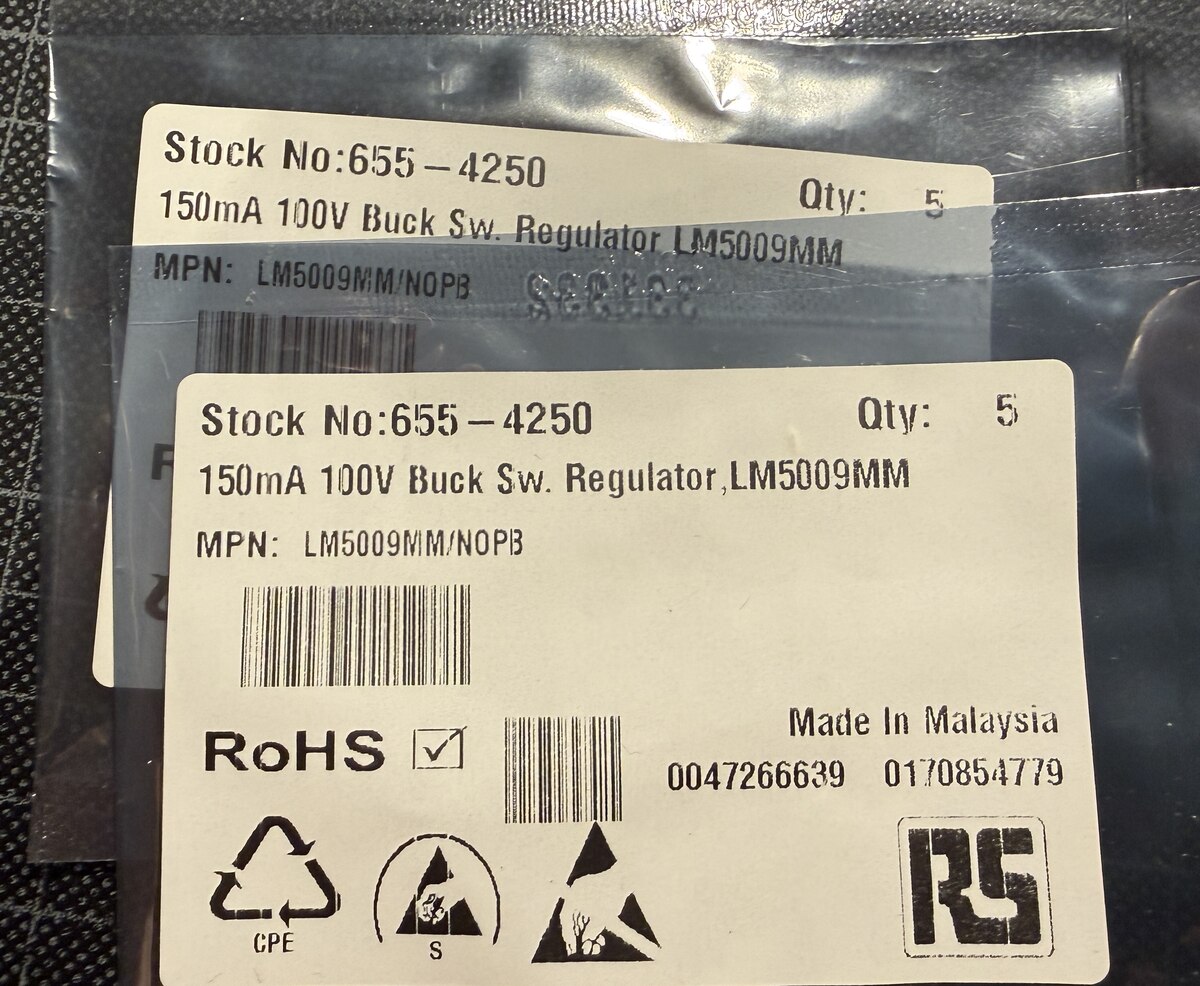 Stock No:655-4250
Qty: 5
150mA 100V Buck Sw. Regulator,LM5009MM
MPN: LM5009MM/NOPB
Stock No:655-4250
Qty: 5
150mA 100V Buck Sw. Regulator,LM5009MM
MPN: LM5009MM/NOPB
RoHS
Made In Malaysia
0047266639 0170854779
CPE
S
RS